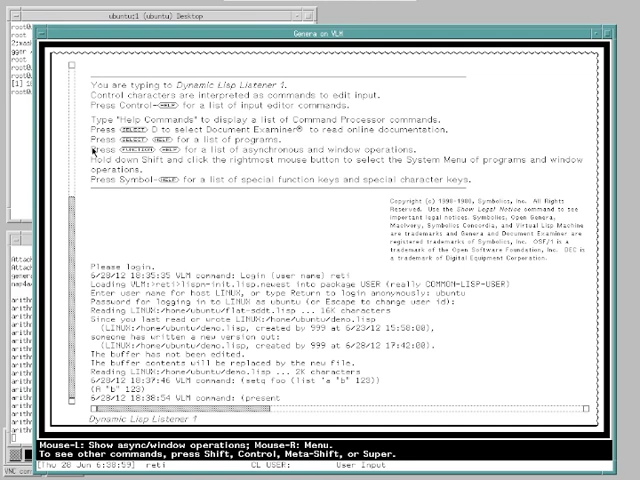 ubuntu:1 (ubuntu) Desktop
Genera on VLM
You are typing to Dynamic Lisp Listener 1.
Control characters are interpreted as commands to edit input.
Press Control-HELP for a list of input editor commands.
Type "Help Commands" to display a list of Command Processor commands.
Press SELECT D to select Document Examiner® to read online documentation.
Press SELECT HELP for a list of programs.
Press FUNCTION HELP for a list of asynchronous and window operations.
Hold down Shift and click the rightmost mouse button to select the System Menu of programs and window
operations.
Press Symbol-HELP for a list of special function keys and special character keys.
Copyright (c) 1990-1980, Symbolics, Inc. All Rights
Reserved. Use the Show Legal Notice command to see
important legal notices. Symbolics, Open Genera,
MacIvory, Symbolics Concordia, and Virtual Lisp Machine
are trademarks and Genera and Document Examiner are
registered trademarks of Symbolics, Inc. OSF/1 is a
trademark of the Open Software Foundation, Inc. DEC is
a trademark of Digital Equipment Corporation.
Please login.
6/28/12 18:35:35 VLM command: Login (user name) reti
Loading VLM:>reti>lispm-init.lisp.newest into package USER (really COMMON-LISP-USER)
Enter user name for host LINUX, or type Return to login anonymously: ubuntu
Password for logging in to LINUX as ubuntu (or Escape to change user id):
Reading LINUX:/home/ubuntu/flat-sddt.lisp ... 16K characters
Since you last read or wrote LINUX:/home/ubuntu/demo.lisp
(LINUX:/home/ubuntu/demo.lisp, created by 999 at 6/23/12 15:58:00),
someone has written a new version out:
(LINUX:/home/ubuntu/demo.lisp, created by 999 at 6/28/12 17:42:00).
The buffer has not been edited.
The buffer contents will be replaced by the new file.
Reading LINUX:/home/ubuntu/demo.lisp ... 2K characters
6/28/12 18:37:46 VLM command: (setq foo (list 'a "b" 123))
(A "b" 123)
6/28/12 18:38:54 VLM command: (present
Dynamic Lisp Listener 1
Mouse-L: Show async/window operations; Mouse-R: Menu.
To see other commands, press Shift, Control, Meta-Shift, or Super.
[Thu 28 Jun 6:38:59] reti CL USER: User Input